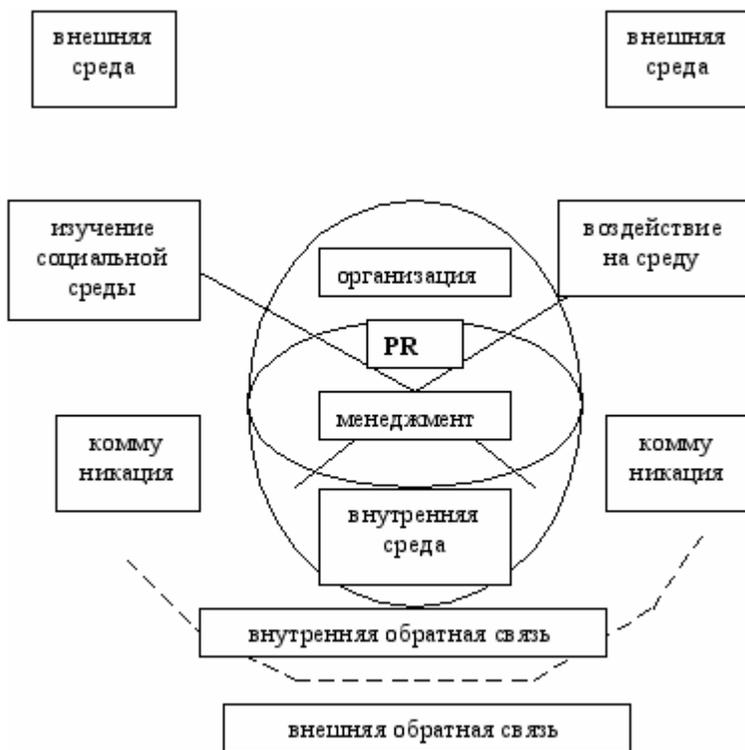 внешняя
среда
внешняя
среда
изучение
социальной
среды
воздействие
на среду
организация
PR
менеджмент
комму
никация
комму
никация
внутренняя
среда
внутренняя обратная связь
внешняя обратная связь